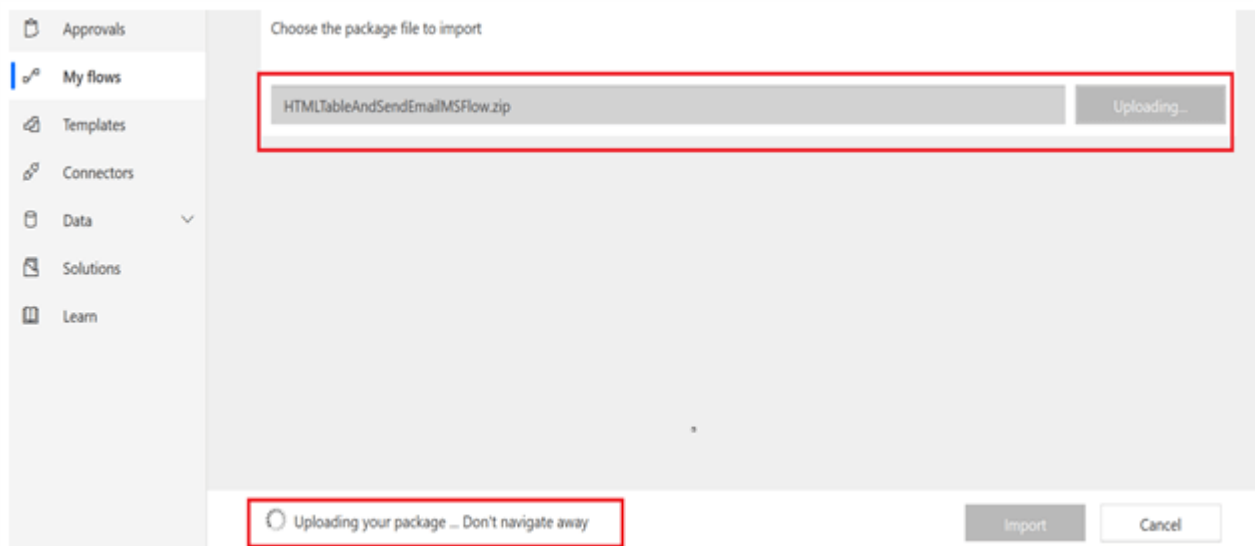 Approvals
My flows
Templates
Connectors
Data
Solutions
Learn
Choose the package file to import
HTMLTableAndSendEmailMSFlow.zip
Uploading...
Uploading your package ... Don't navigate away
Import
Cancel